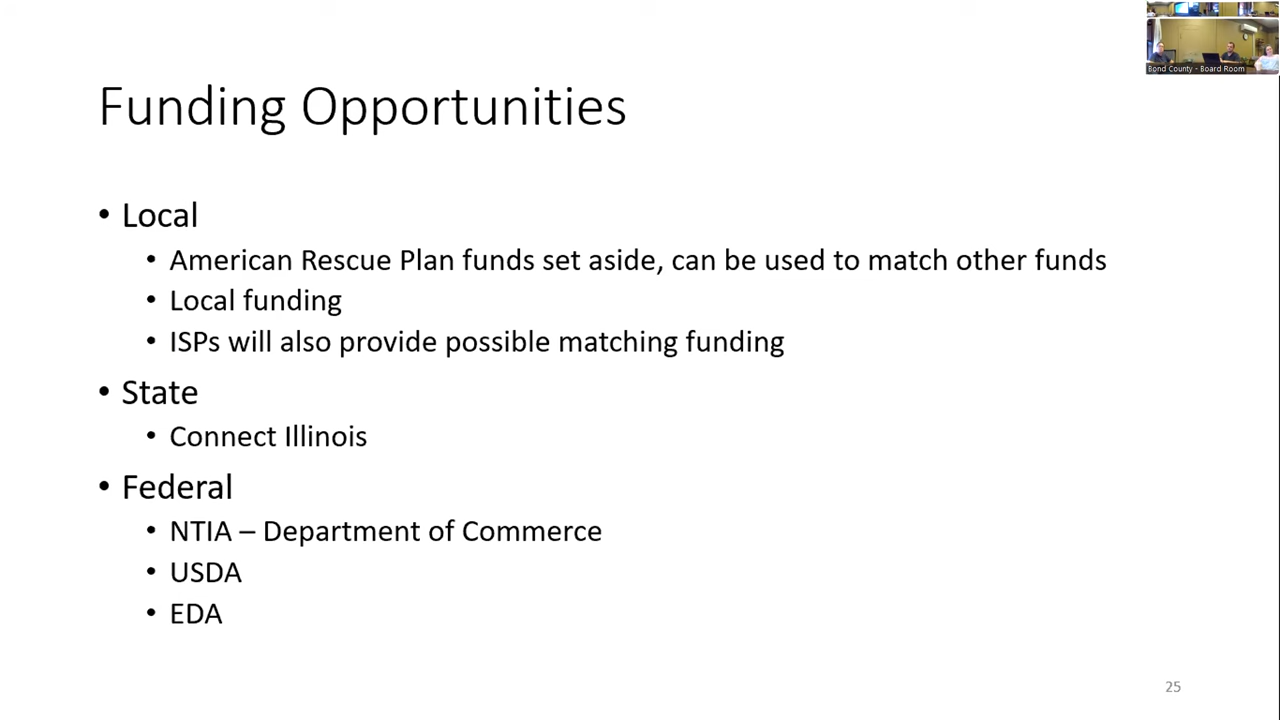 Bond County - Board Room
Funding Opportunities
• Local
• American Rescue Plan funds set aside, can be used to match other funds
• Local funding
• ISPs will also provide possible matching funding
• State
• Connect Illinois
• Federal
• NTIA – Department of Commerce
• USDA
• EDA
25